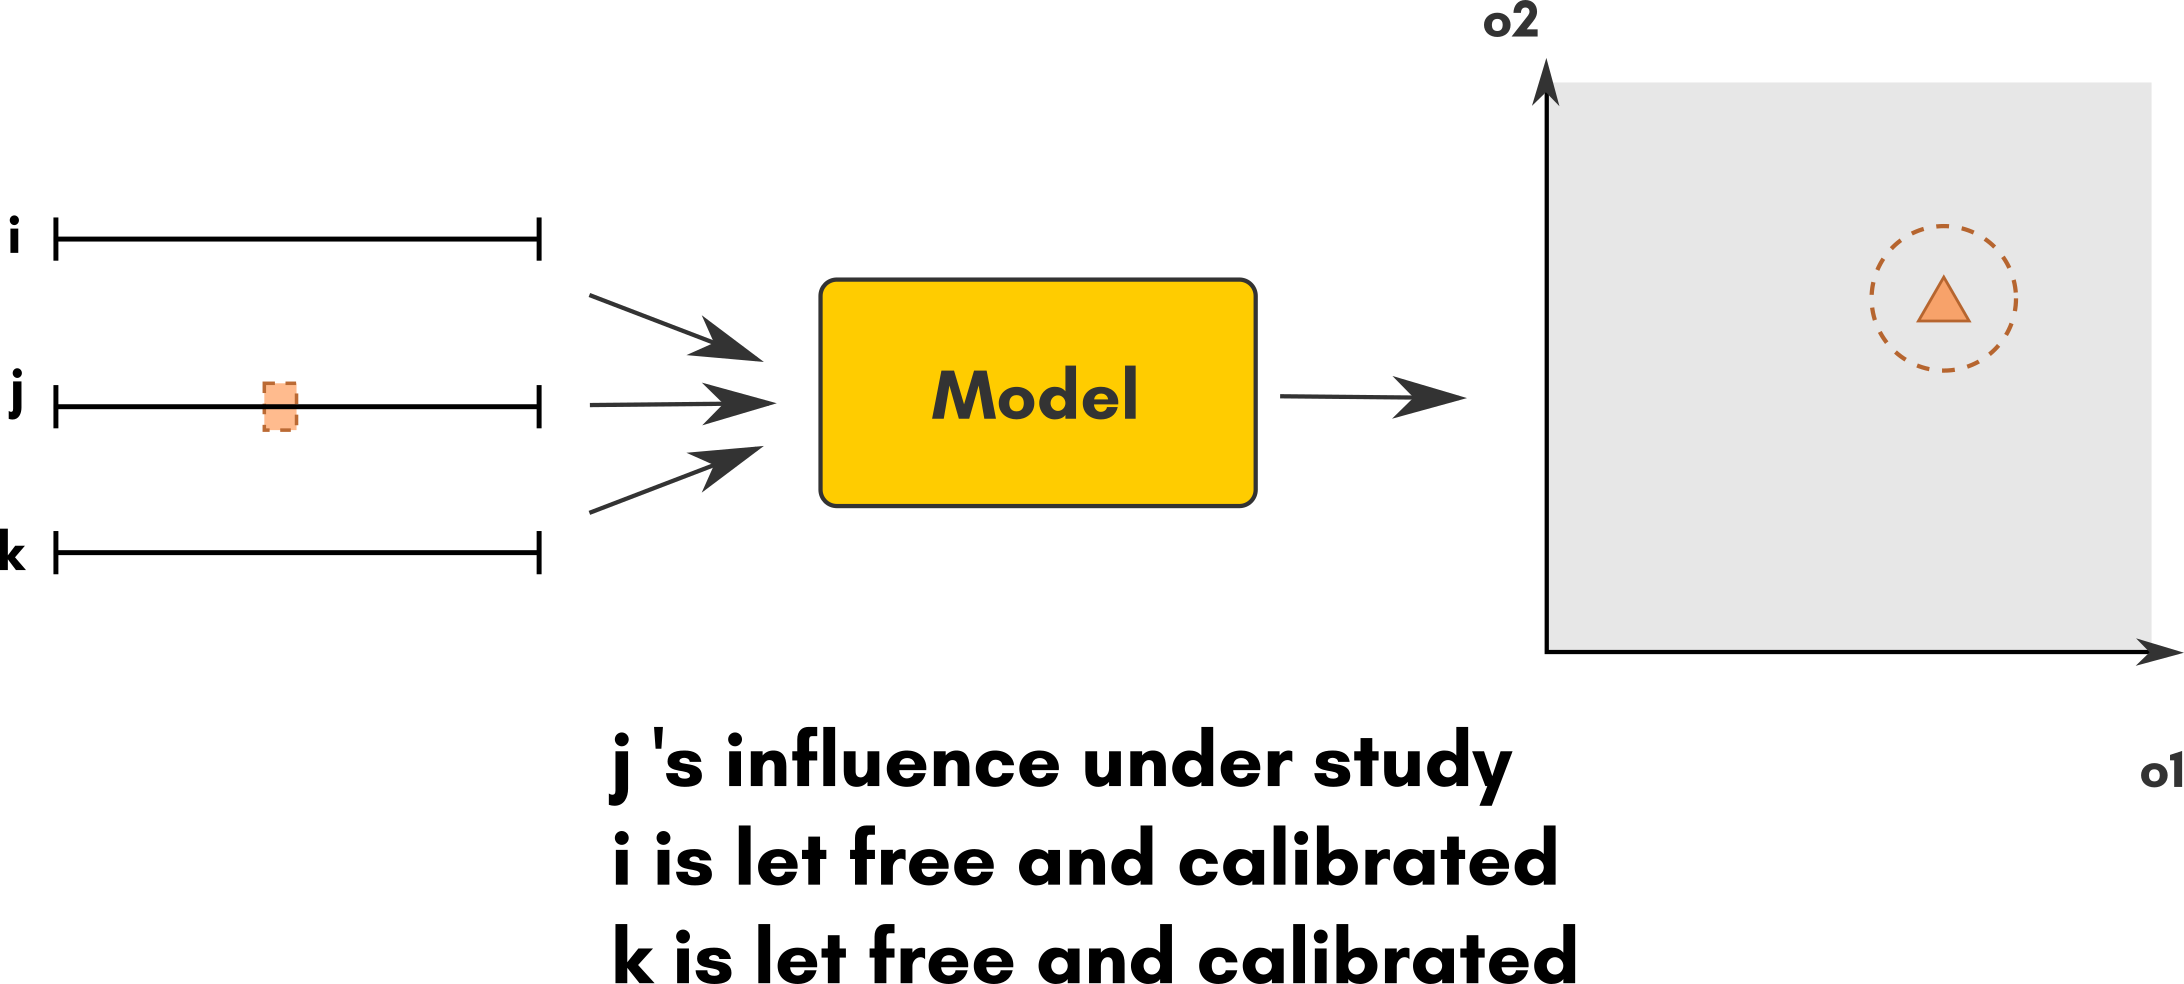 o2
i
j
k
Model
o1
j 's influence under study
i is let free and calibrated
k is let free and calibrated